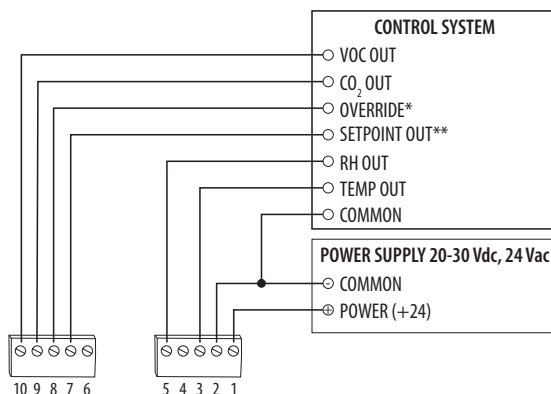 CONTROL SYSTEM
VOC OUT
CO₂ OUT
OVERRIDE*
SETPOINT OUT**
RH OUT
TEMP OUT
COMMON
POWER SUPPLY 20-30 Vdc, 24 Vac
COMMON
POWER (+24)
10 9 8 7 6 5 4 3 2 1